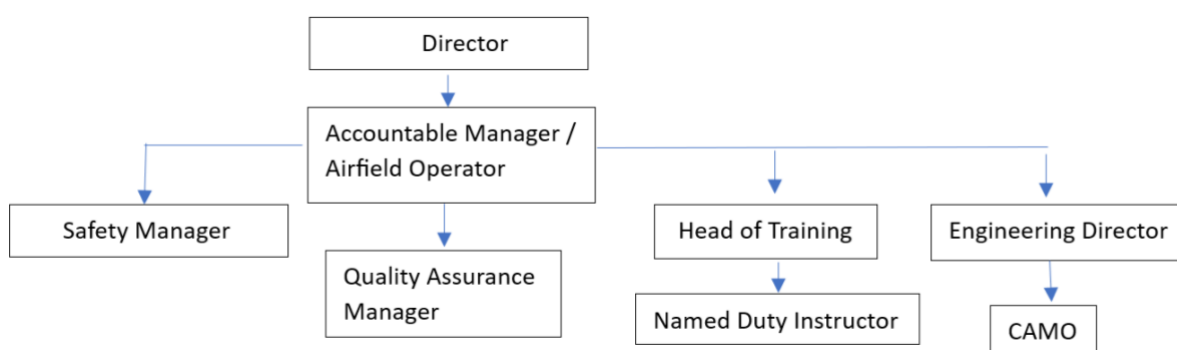 Director
Accountable Manager /
Airfield Operator
Safety Manager
Quality Assurance
Manager
Head of Training
Engineering Director
Named Duty Instructor
CAMO